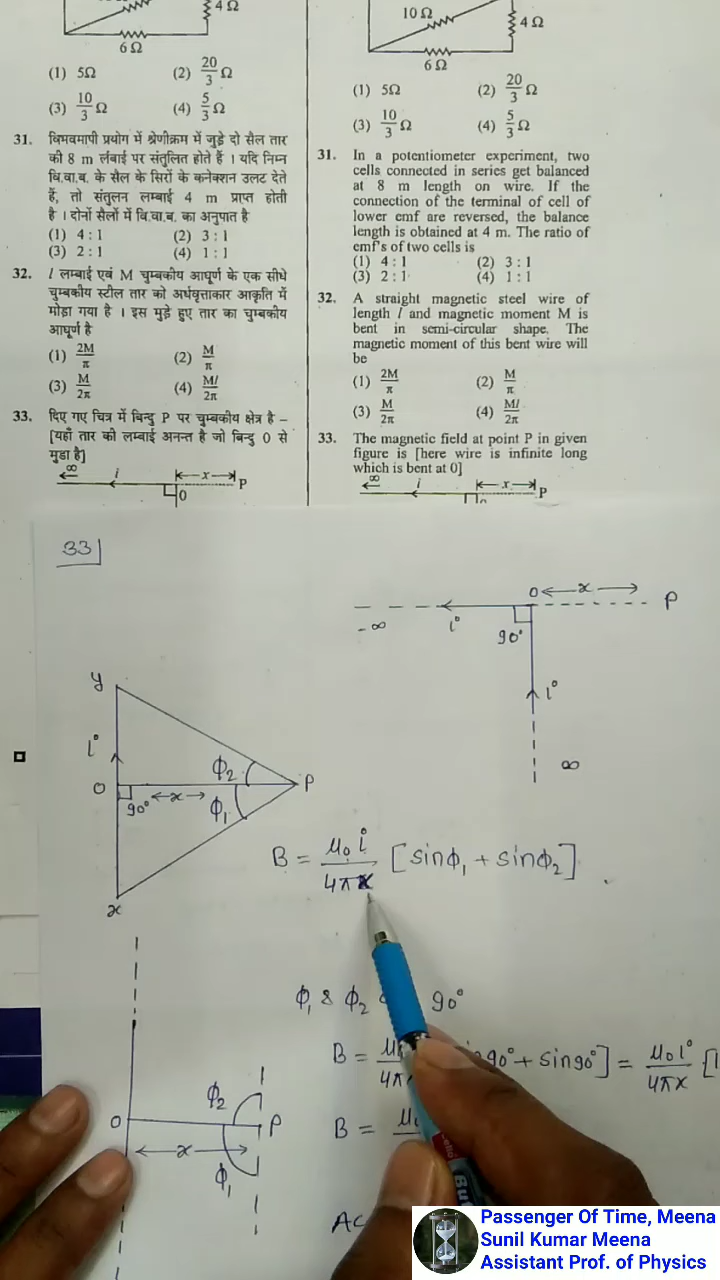 4 Ω
6 Ω
(1) 5Ω (2) 20/3 Ω
(3) 10/3 Ω (4) 5/3 Ω
31. विभवमापी प्रयोग में श्रेणीक्रम में जुड़े दो सैल तार
की 8 m लंबाई पर संतुलित होते हैं । यदि निम्न
वि.वा.ब. के सैल के सिरों के कनेक्शन उलट देते
हैं, तो संतुलन लम्बाई 4 m प्राप्त होती
है । दोनों सैलों में वि.वा.ब. का अनुपात है
(1) 4 : 1 (2) 3 : 1
(3) 2 : 1 (4) 1 : 1
32. l लम्बाई एवं M चुम्बकीय आघूर्ण के एक सीधे
चुम्बकीय स्टील तार को अर्धवृत्ताकार आकृति में
मोड़ा गया है । इस मुड़े हुए तार का चुम्बकीय
आघूर्ण है
(1) 2M/π (2) M/π
(3) M/2π (4) Ml/2π
33. दिए गए चित्र में बिन्दु P पर चुम्बकीय क्षेत्र है –
[यहाँ तार की लम्बाई अनन्त है जो बिन्दु 0 से
मुडा है]
∞ i x P
O
10 Ω
4 Ω
6 Ω
(1) 5Ω (2) 20/3 Ω
(3) 10/3 Ω (4) 5/3 Ω
31. In a potentiometer experiment, two
cells connected in series get balanced
at 8 m length on wire. If the
connection of the terminal of cell of
lower emf are reversed, the balance
length is obtained at 4 m. The ratio of
emf's of two cells is
(1) 4 : 1 (2) 3 : 1
(3) 2 : 1 (4) 1 : 1
32. A straight magnetic steel wire of
length l and magnetic moment M is
bent in semi-circular shape. The
magnetic moment of this bent wire will
be
(1) 2M/π (2) M/π
(3) M/2π (4) Ml/2π
33. The magnetic field at point P in given
figure is [here wire is infinite long
which is bent at 0]
∞ i x P
33
O x P
-∞ i 90°
i
∞
y
i
O 90° x ϕ2 ϕ1 P
x
B = μ0 i / 4πx [sinϕ1 + sinϕ2]
ϕ1 & ϕ2 90°
B = 4π 90° + sin90°] = μ0 i / 4πx [
B =
O x ϕ2 ϕ1 P
AC
Passenger Of Time, Meena
Sunil Kumar Meena
Assistant Prof. of Physics